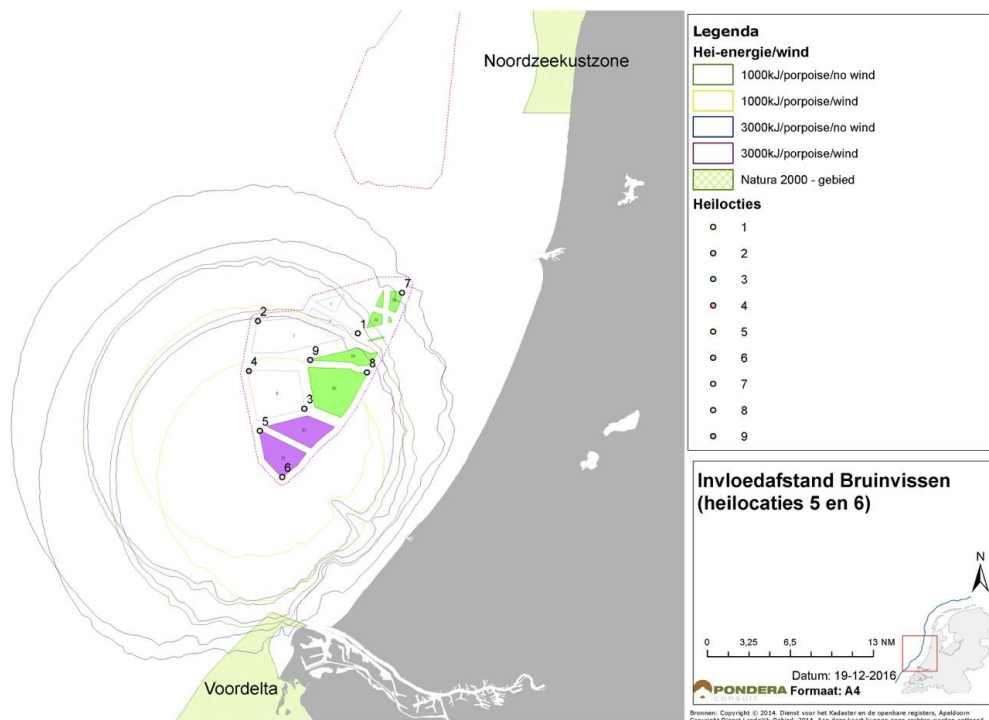 Noordzeekustzone
7
2
1
9
8
4
3
5
6
Voordelta
Legenda
Hei-energie/wind
1000kJ/porpoise/no wind
1000kJ/porpoise/wind
3000kJ/porpoise/no wind
3000kJ/porpoise/wind
Natura 2000 - gebied
Heilocties
1
2
3
4
5
6
7
8
9
Invloedafstand Bruinvissen
(heilocaties 5 en 6)
N
0 3,25 6,5 13 NM
Datum: 19-12-2016
PONDERA Formaat: A4
consult
Bronnen: Copyright © 2014. Dienst voor het Kadaster en de openbare registers, Apeldoorn